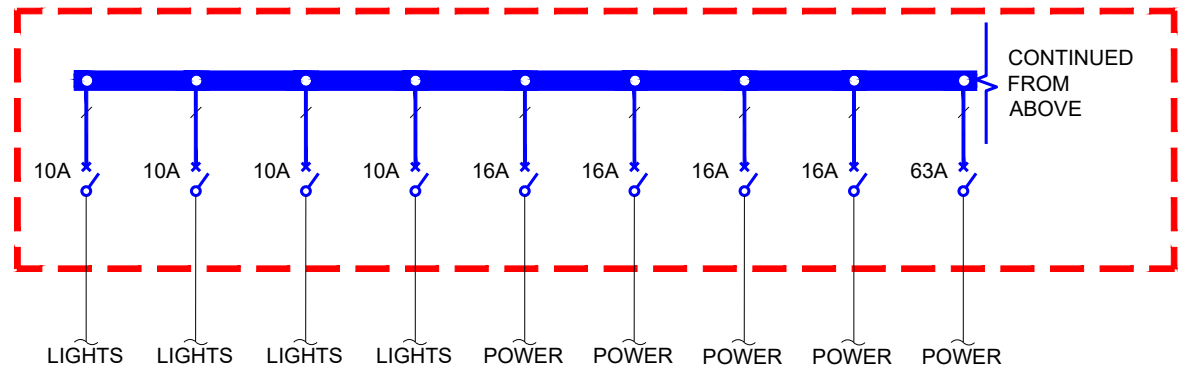 CONTINUED
FROM
ABOVE
10A 10A 10A 10A 16A 16A 16A 16A 63A
LIGHTS LIGHTS LIGHTS LIGHTS POWER POWER POWER POWER POWER